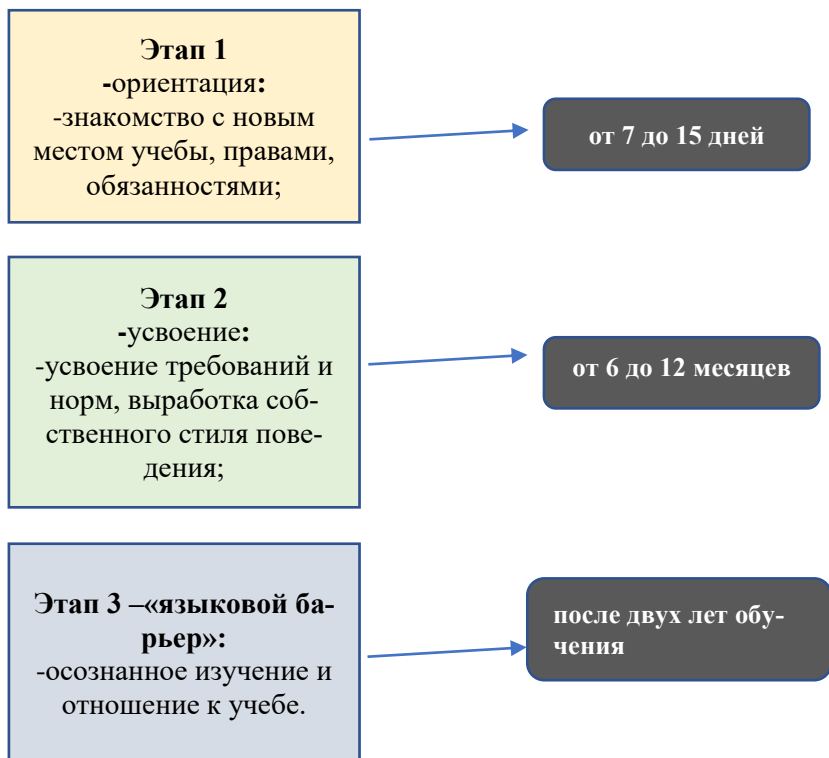 Этап 1
-ориентация:
-знакомство с новым
местом учебы, правами,
обязанностями;
от 7 до 15 дней
Этап 2
-усвоение:
-усвоение требований и
норм, выработка соб-
ственного стиля пове-
дения;
от 6 до 12 месяцев
Этап 3 –«языковой ба-
рьер»:
-осознанное изучение и
отношение к учебе.
после двух лет обу-
чения